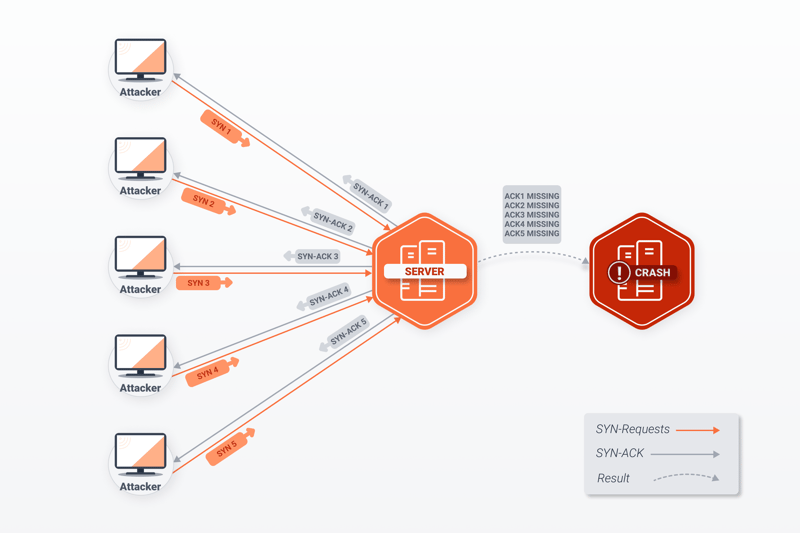 Attacker
SYN 1
SYN-ACK 1
Attacker
SYN 2
SYN-ACK 2
Attacker
SYN 3
SYN-ACK 3
Attacker
SYN 4
SYN-ACK 4
Attacker
SYN 5
SYN-ACK 5
SERVER
ACK1 MISSING
ACK2 MISSING
ACK3 MISSING
ACK4 MISSING
ACK5 MISSING
! CRASH
SYN-Requests
SYN-ACK
Result